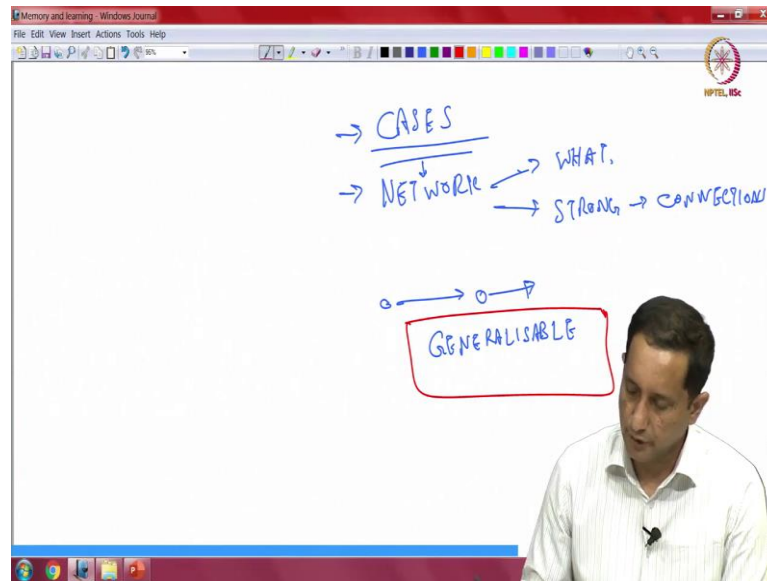 Memory and learning - Windows Journal
File Edit View Insert Actions Tools Help
95%
B I
NPTEL, IISc
→ CASES
→ NETWORK → WHAT.
→ STRONG → CONNECTIONS
GENERALISABLE